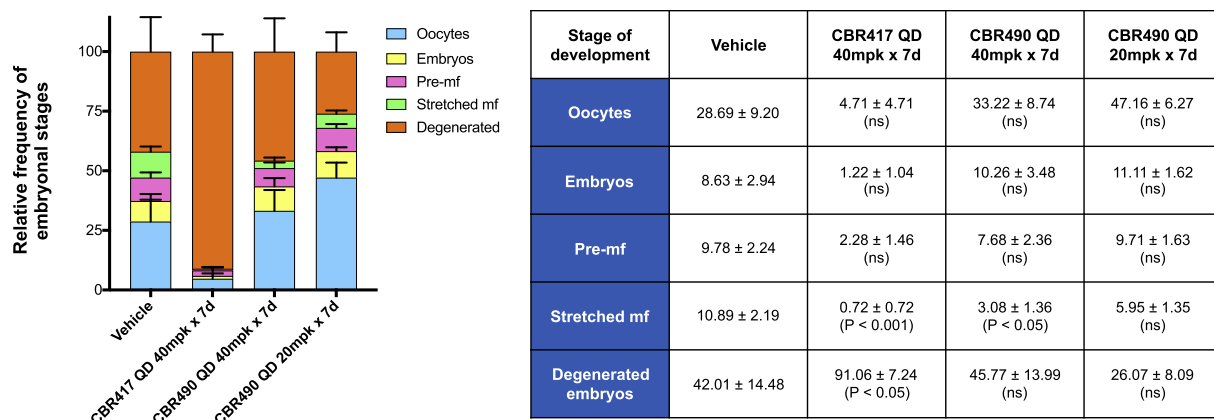 Relative frequency of
embryonal stages
100
75
50
25
0
Vehicle
CBR417 QD 40mpk x 7d
CBR490 QD 40mpk x 7d
CBR490 QD 20mpk x 7d
Oocytes
Embryos
Pre-mf
Stretched mf
Degenerated
Stage of
development
Vehicle
CBR417 QD
40mpk x 7d
CBR490 QD
40mpk x 7d
CBR490 QD
20mpk x 7d
Oocytes
28.69 ± 9.20
4.71 ± 4.71
(ns)
33.22 ± 8.74
(ns)
47.16 ± 6.27
(ns)
Embryos
8.63 ± 2.94
1.22 ± 1.04
(ns)
10.26 ± 3.48
(ns)
11.11 ± 1.62
(ns)
Pre-mf
9.78 ± 2.24
2.28 ± 1.46
(ns)
7.68 ± 2.36
(ns)
9.71 ± 1.63
(ns)
Stretched mf
10.89 ± 2.19
0.72 ± 0.72
(P < 0.001)
3.08 ± 1.36
(P < 0.05)
5.95 ± 1.35
(ns)
Degenerated
embryos
42.01 ± 14.48
91.06 ± 7.24
(P < 0.05)
45.77 ± 13.99
(ns)
26.07 ± 8.09
(ns)